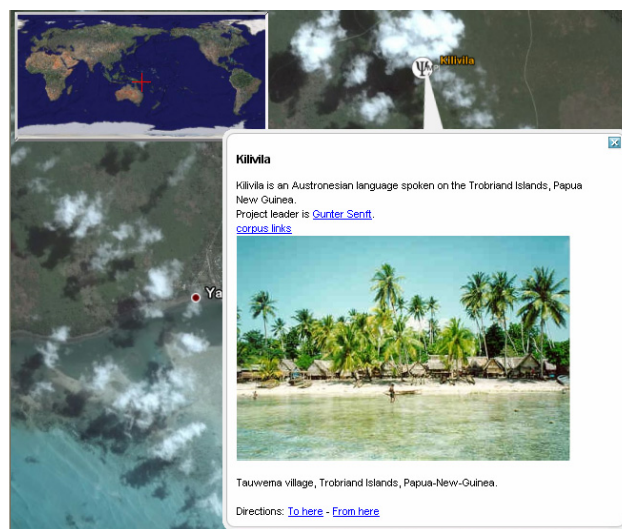 Kilivila
Kilivila
Kilivila is an Austronesian language spoken on the Trobriand Islands, Papua
New Guinea.
Project leader is Gunter Senft.
corpus links
Ya
Tauwema village, Trobriand Islands, Papua-New-Guinea.
Directions: To here - From here